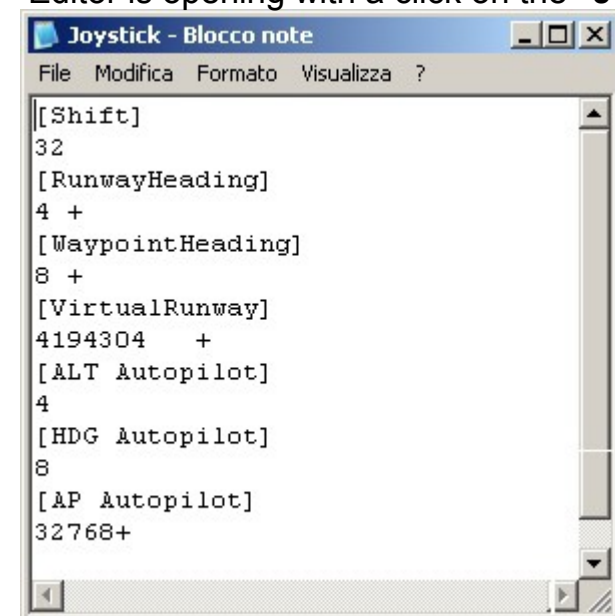 Editor is opening with a click on the
Joystick - Blocco note
File Modifica Formato Visualizza ?
[Shift]
32
[RunwayHeading]
4 +
[WaypointHeading]
8 +
[VirtualRunway]
4194304 +
[ALT Autopilot]
4
[HDG Autopilot]
8
[AP Autopilot]
32768+